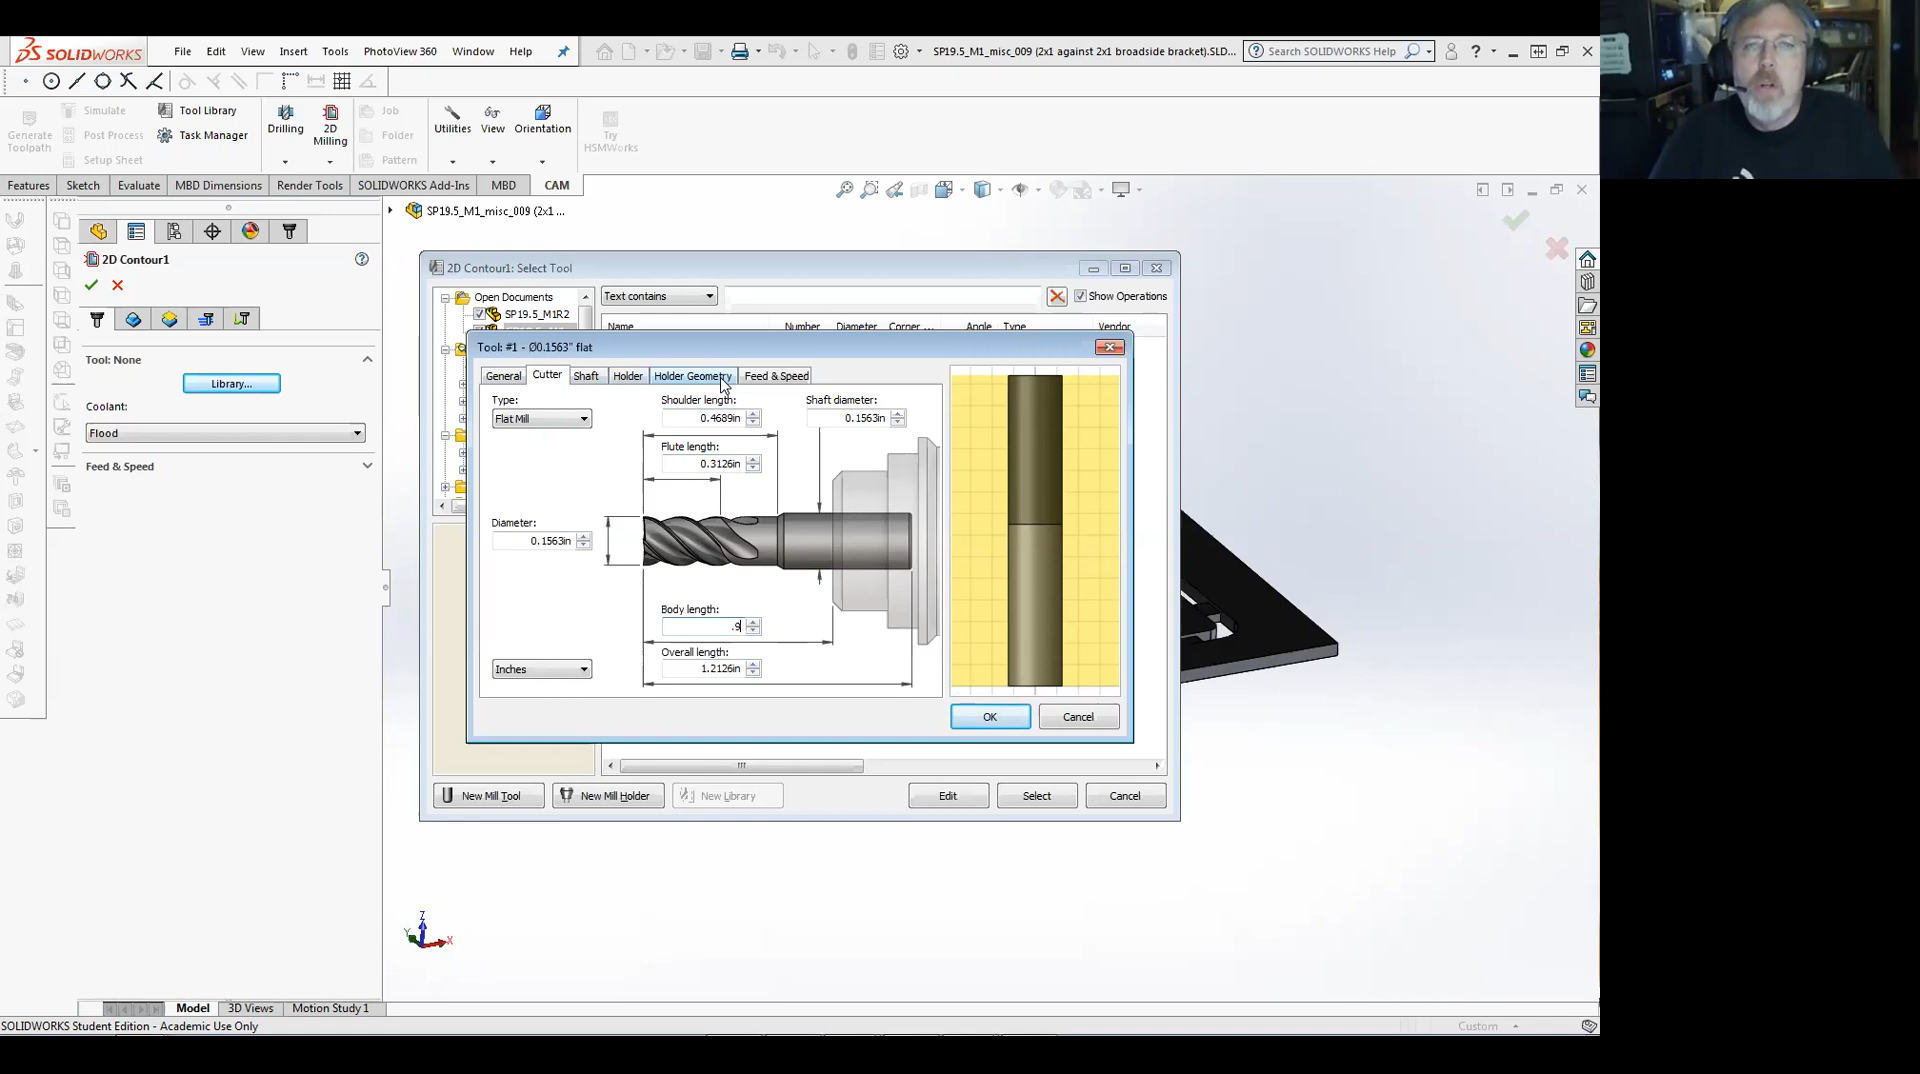 SOLIDWORKS File Edit View Insert Tools PhotoView 360 Window Help SP19.5_M1_misc_009 (2x1 against 2x1 broadside bracket).SLD... Search SOLIDWORKS Help ?
Generate Toolpath
Simulate
Post Process
Setup Sheet
Tool Library
Task Manager
Drilling
2D Milling
Job
Folder
Pattern
Utilities
View
Orientation
Try HSMWorks
Features Sketch Evaluate MBD Dimensions Render Tools SOLIDWORKS Add-Ins MBD CAM
SP19.5_M1_misc_009 (2x1 ...
2D Contour1
Tool: None
Library...
Coolant:
Flood
Feed & Speed
2D Contour1: Select Tool
Open Documents
SP19.5_M1R2
Text contains
Show Operations
Name Number Diameter Corner ... Angle Type Vendor
Tool: #1 - Ø0.1563" flat
General Cutter Shaft Holder Holder Geometry Feed & Speed
Type:
Flat Mill
Shoulder length:
0.4689in
Shaft diameter:
0.1563in
Flute length:
0.3126in
Diameter:
0.1563in
Body length:
.9
Overall length:
1.2126in
Inches
OK Cancel
New Mill Tool New Mill Holder New Library Edit Select Cancel
Z
Y
X
Model 3D Views Motion Study 1
SOLIDWORKS Student Edition - Academic Use Only
Custom